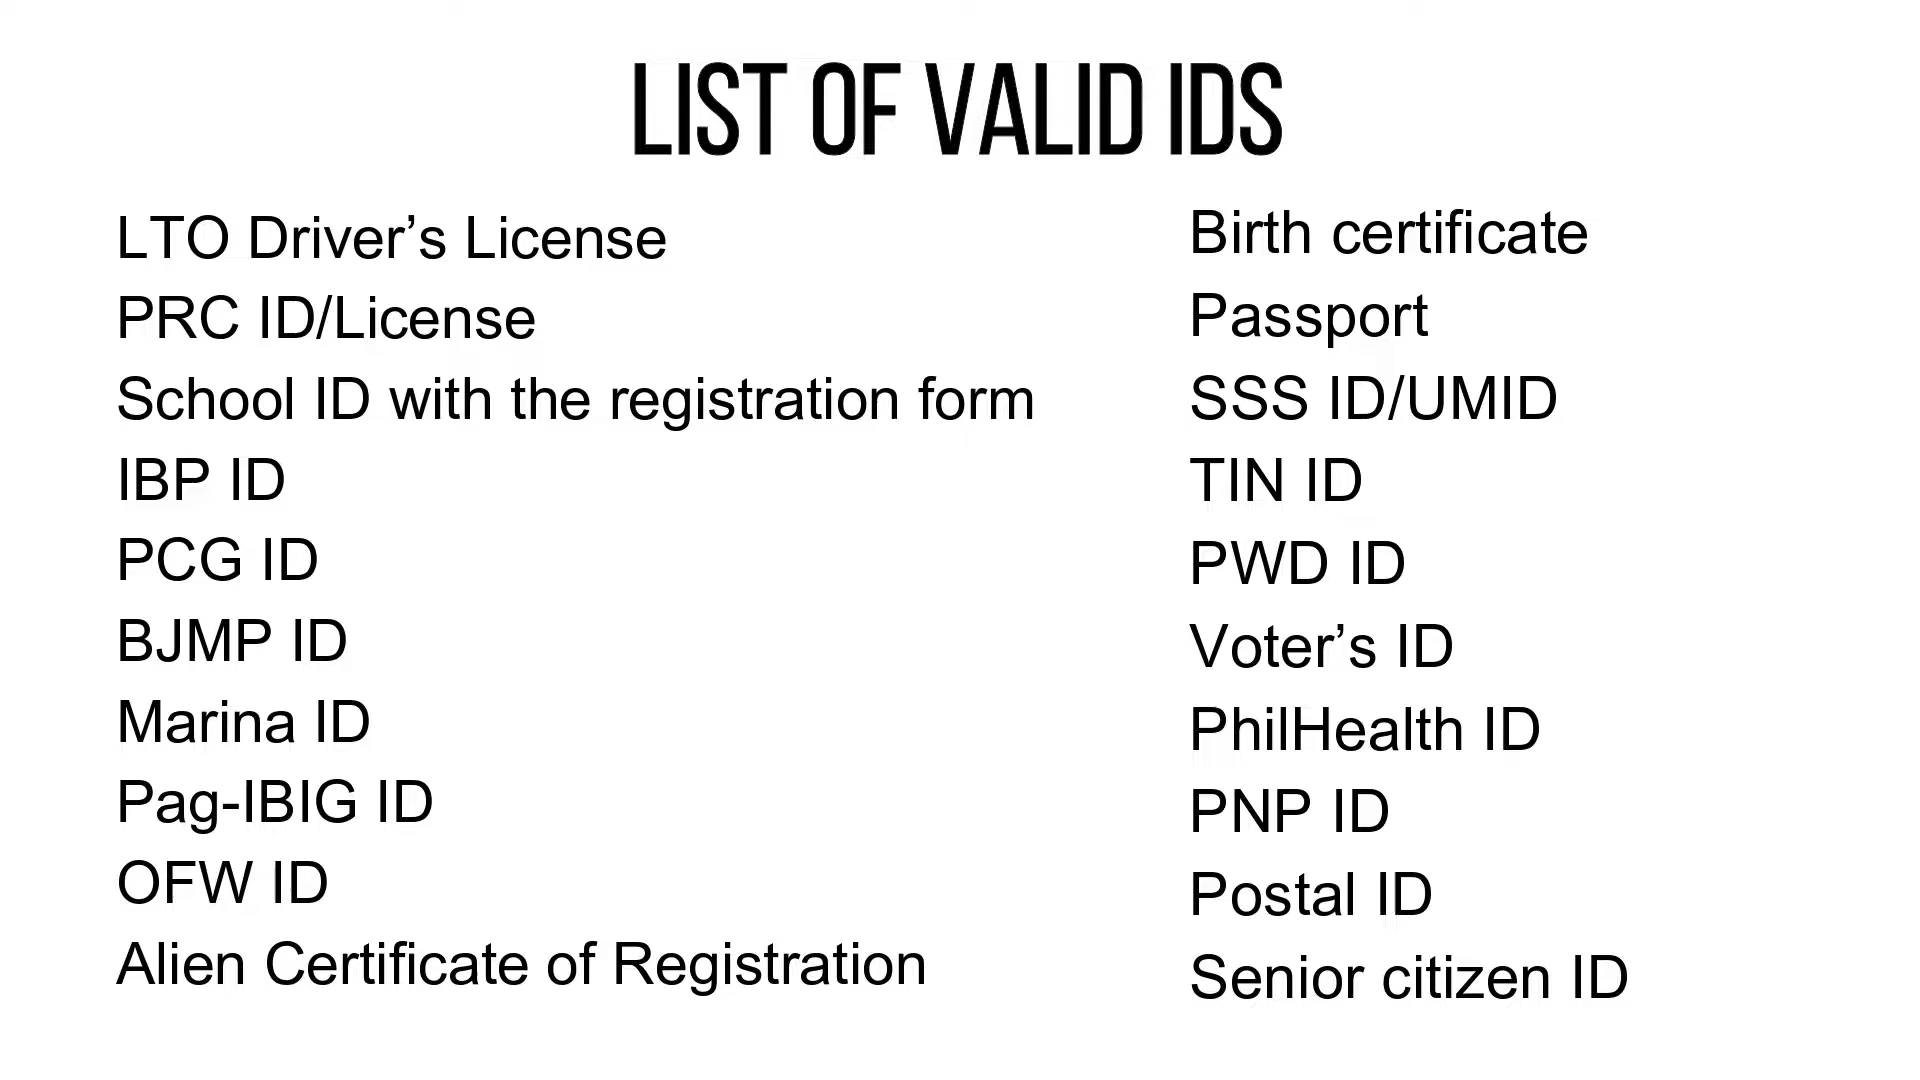 LIST OF VALID IDS
LTO Driver’s License
PRC ID/License
School ID with the registration form
IBP ID
PCG ID
BJMP ID
Marina ID
Pag-IBIG ID
OFW ID
Alien Certificate of Registration
Birth certificate
Passport
SSS ID/UMID
TIN ID
PWD ID
Voter’s ID
PhilHealth ID
PNP ID
Postal ID
Senior citizen ID